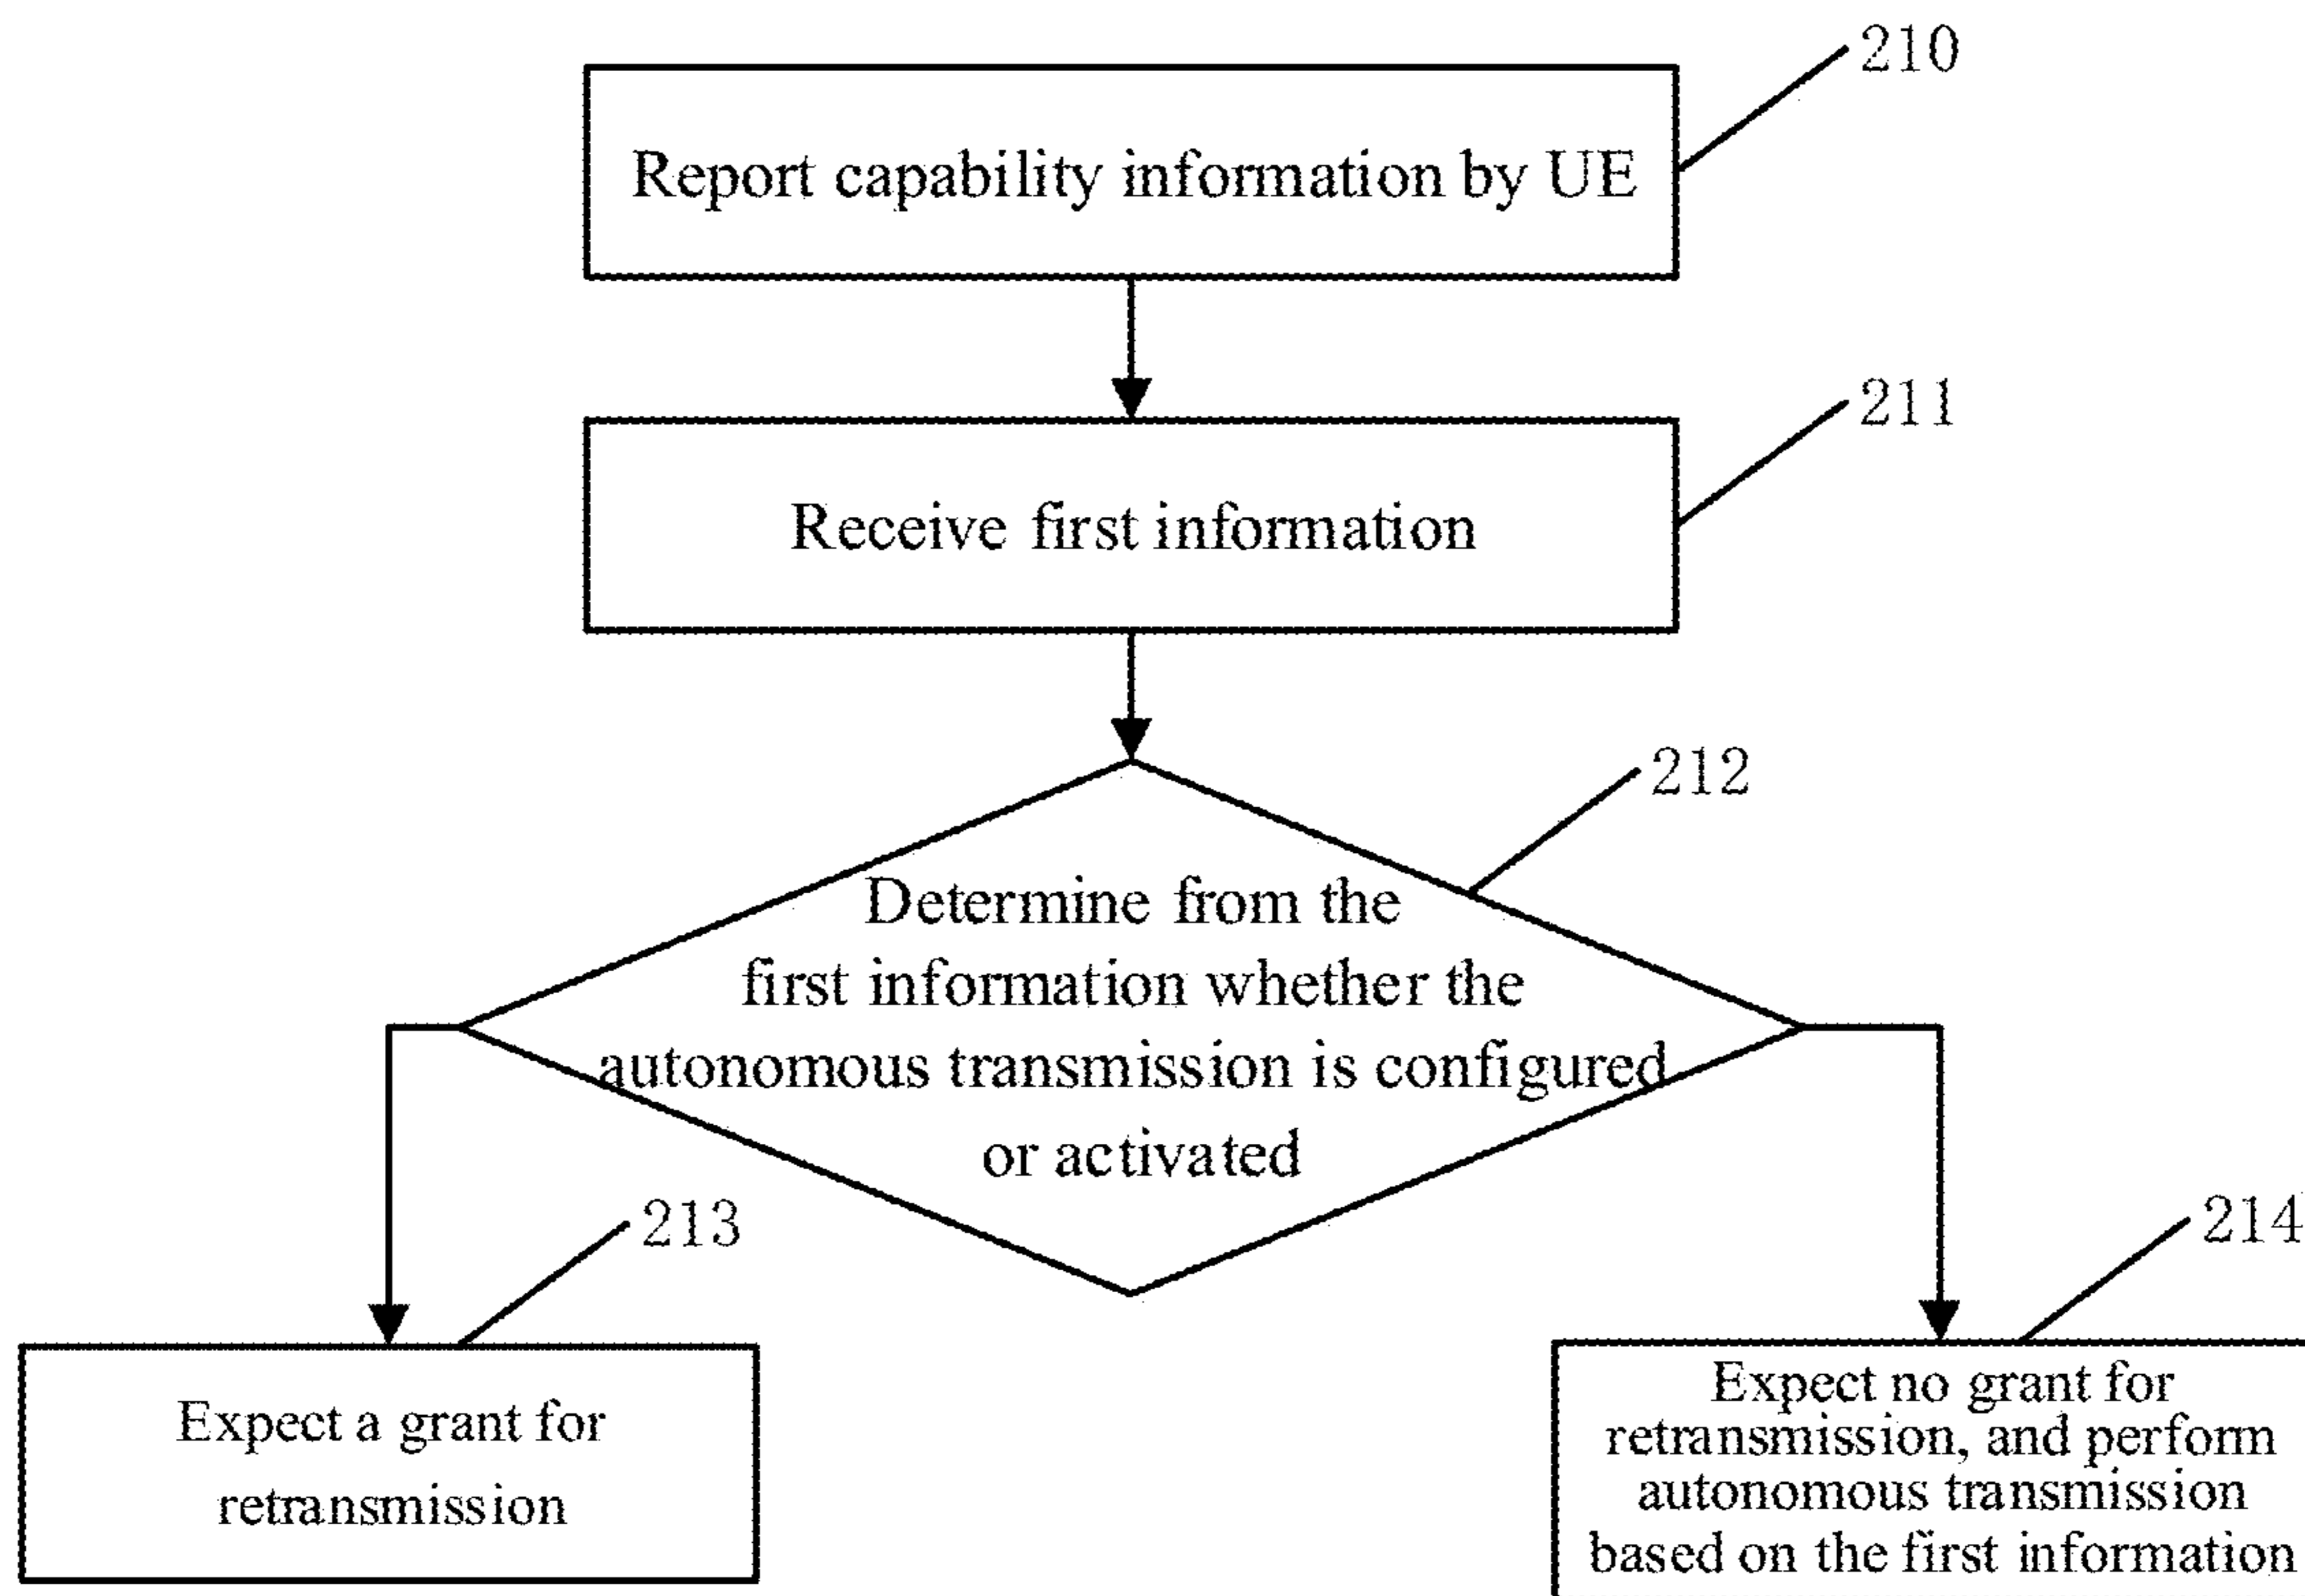 210
Report capability information by UE
211
Receive first information
212
Determine from the
first information whether the
autonomous transmission is configured
or activated
213
214
Expect a grant for
retransmission
Expect no grant for
retransmission, and perform
autonomous transmission
based on the first information